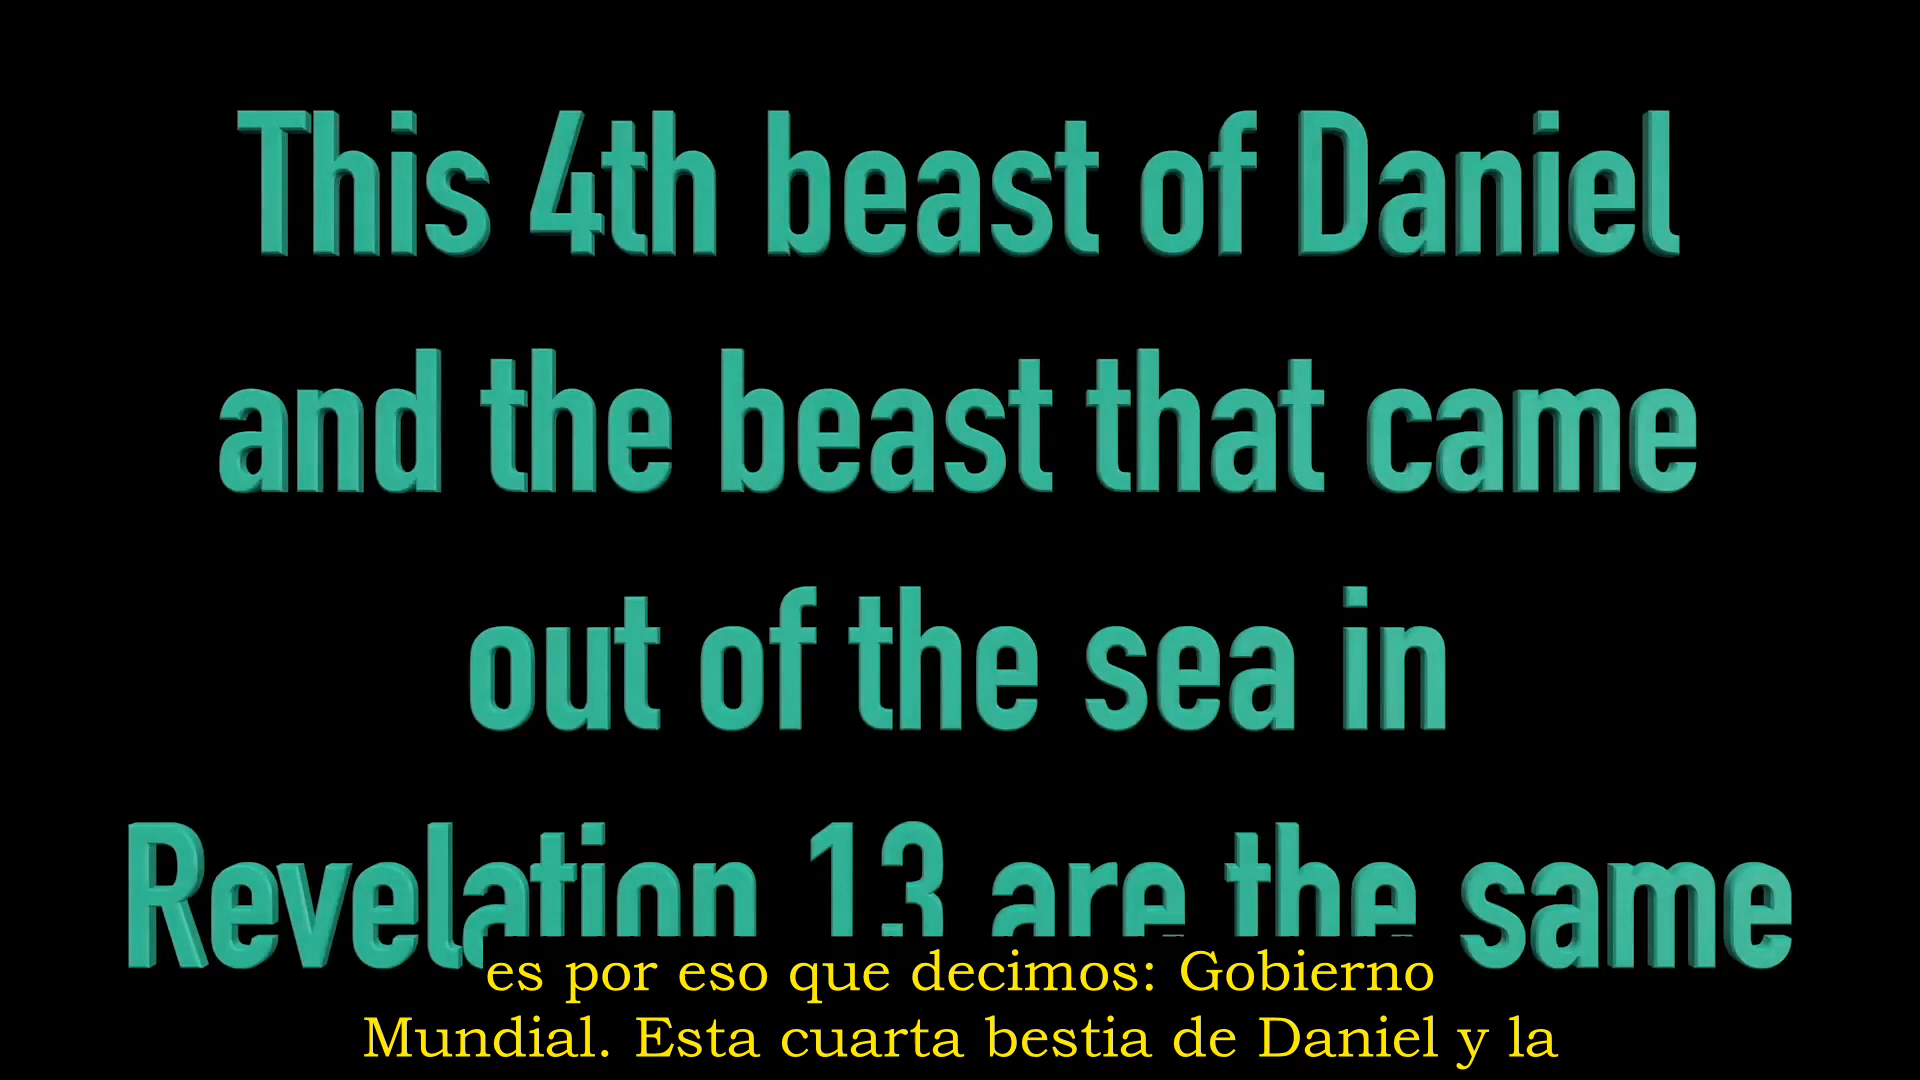 This 4th beast of Daniel
and the beast that came
out of the sea in
Revelation 13 are the same
es por eso que decimos: Gobierno
Mundial. Esta cuarta bestia de Daniel y la